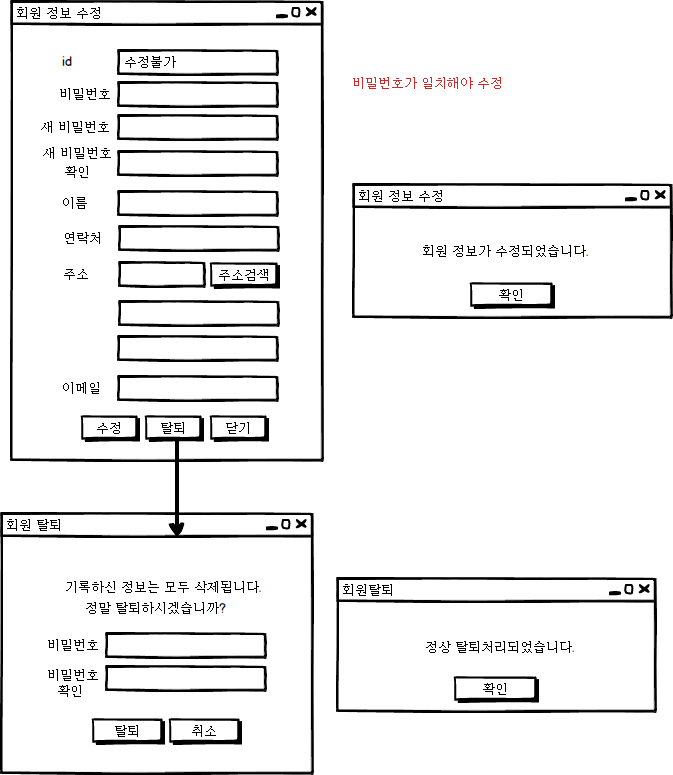 회원 정보 수정
id
수정불가
비밀번호
새 비밀번호
새 비밀번호
확인
이름
연락처
주소
주소검색
이메일
수정
탈퇴
닫기
비밀번호가 일치해야 수정
회원 정보 수정
회원 정보가 수정되었습니다.
확인
회원 탈퇴
기록하신 정보는 모두 삭제됩니다.
정말 탈퇴하시겠습니까?
비밀번호
비밀번호
확인
탈퇴
취소
회원탈퇴
정상 탈퇴처리되었습니다.
확인